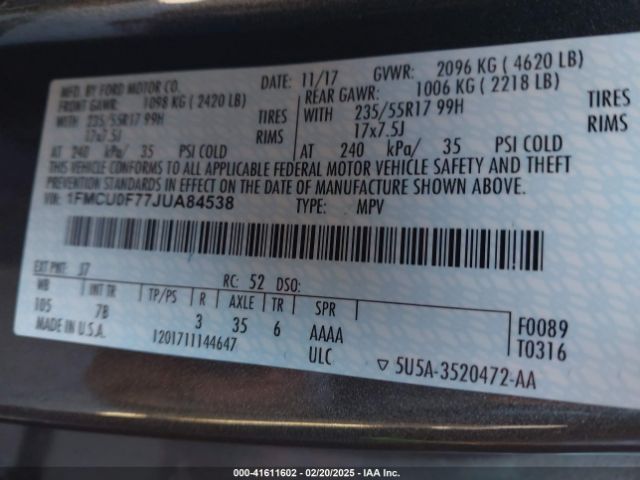 MFD. BY FORD MOTOR CO.
DATE: 11/17 GVWR: 2096 KG ( 4620 LB)
FRONT GAWR: 1098 KG ( 2420 LB) REAR GAWR: 1006 KG ( 2218 LB)
WITH 235/55R17 99H TIRES WITH 235/55R17 99H TIRES
17x7.5J RIMS 17x7.5J RIMS
AT 240 kPa/ 35 PSI COLD AT 240 kPa/ 35 PSI COLD
THIS VEHICLE CONFORMS TO ALL APPLICABLE FEDERAL MOTOR VEHICLE SAFETY AND THEFT
PREVENTION STANDARDS IN EFFECT ON THE DATE OF MANUFACTURE SHOWN ABOVE.
VIN: 1FMCU0F77JUA84538 TYPE: MPV
EXT PNT: J7 RC: 52 DSO:
WB INT TR TP/PS R AXLE TR SPR
105 7B 3 35 6 AAAA F0089
MADE IN U.S.A. 1201711144647 ULC T0316
▽ 5U5A-3520472-AA
000-41611602 - 02/20/2025 - IAA Inc.